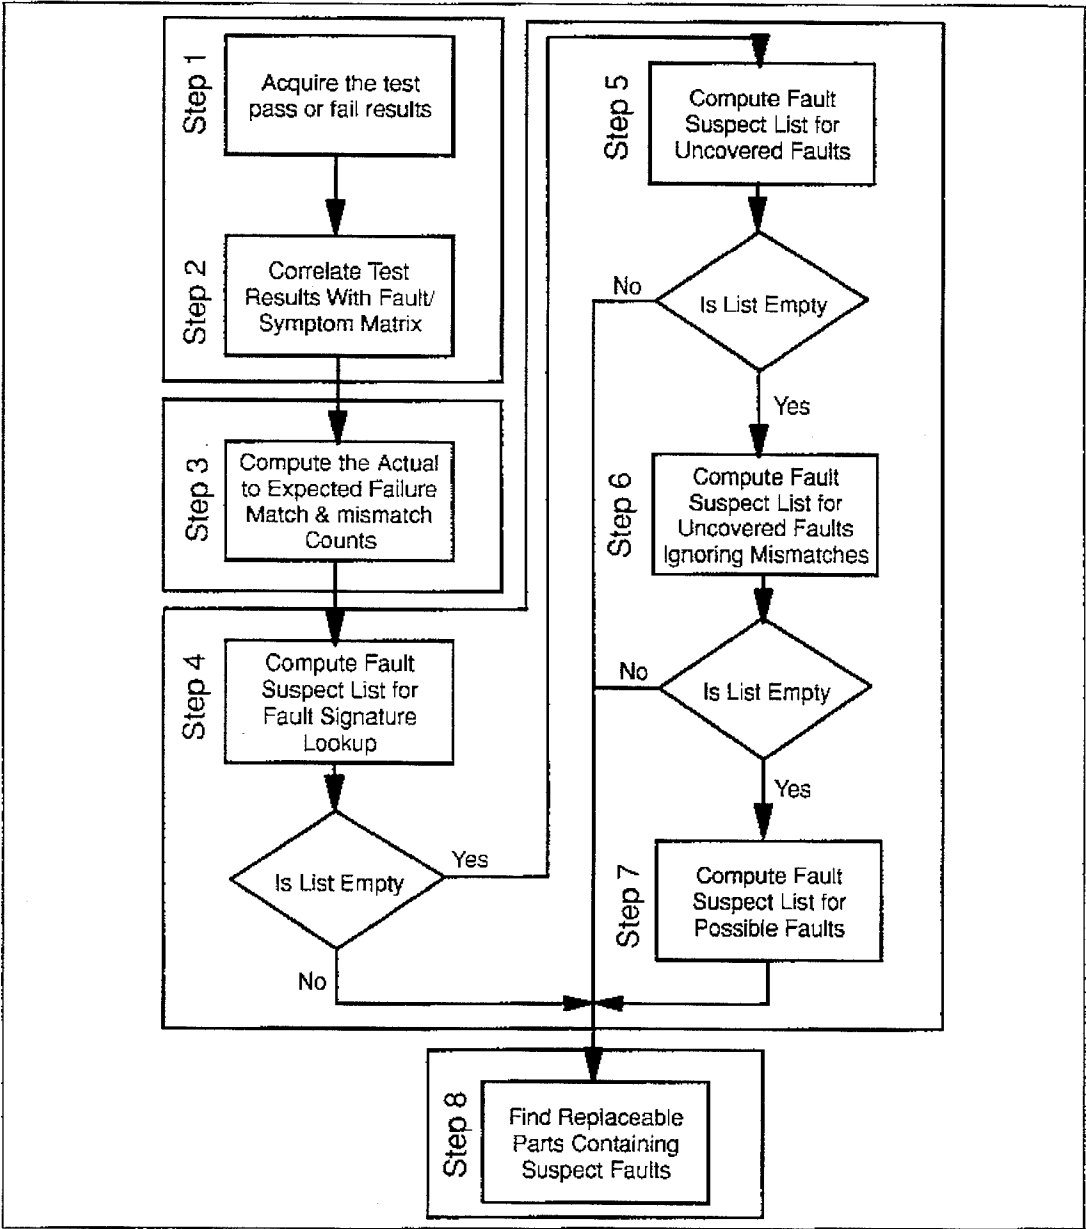 Step 1
Acquire the test
pass or fail results
Step 2
Correlate Test
Results With Fault/
Symptom Matrix
Step 3
Compute the Actual
to Expected Failure
Match & mismatch
Counts
Step 4
Compute Fault
Suspect List for
Fault Signature
Lookup
Is List Empty
Yes
No
Step 5
Compute Fault
Suspect List for
Uncovered Faults
Is List Empty
No
Yes
Step 6
Compute Fault
Suspect List for
Uncovered Faults
Ignoring Mismatches
Is List Empty
No
Yes
Step 7
Compute Fault
Suspect List for
Possible Faults
Step 8
Find Replaceable
Parts Containing
Suspect Faults